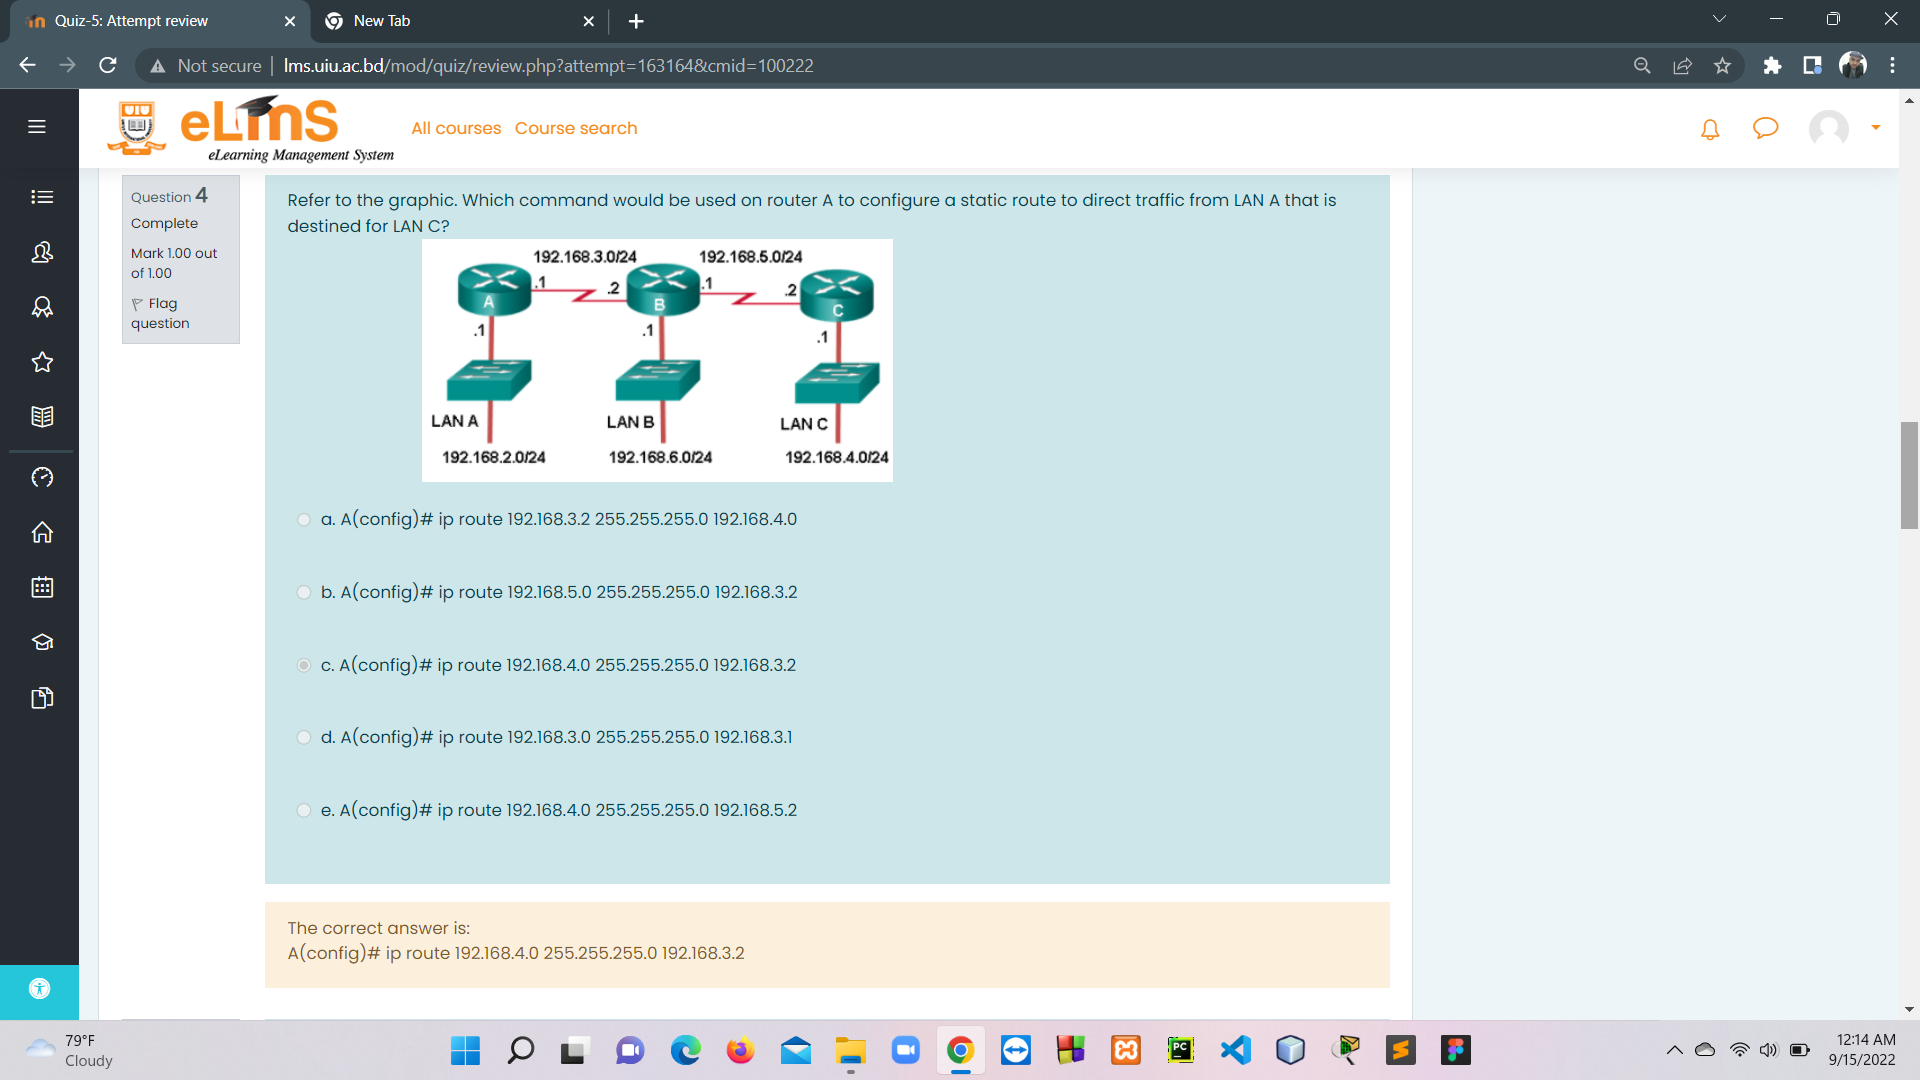 Quiz-5: Attempt review
New Tab
Not secure
lms.uiu.ac.bd/mod/quiz/review.php?attempt=163164&cmid=100222
UIU
eLmS
eLearning Management System
All courses Course search
Question 4
Complete
Mark 1.00 out
of 1.00
Flag
question
Refer to the graphic. Which command would be used on router A to configure a static route to direct traffic from LAN A that is
destined for LAN C?
192.168.3.0/24 192.168.5.0/24
.1 .2 .1 .2
A B C
.1 .1 .1
LAN A LAN B LAN C
192.168.2.0/24 192.168.6.0/24 192.168.4.0/24
a. A(config)# ip route 192.168.3.2 255.255.255.0 192.168.4.0
b. A(config)# ip route 192.168.5.0 255.255.255.0 192.168.3.2
c. A(config)# ip route 192.168.4.0 255.255.255.0 192.168.3.2
d. A(config)# ip route 192.168.3.0 255.255.255.0 192.168.3.1
e. A(config)# ip route 192.168.4.0 255.255.255.0 192.168.5.2
The correct answer is:
A(config)# ip route 192.168.4.0 255.255.255.0 192.168.3.2
79°F
Cloudy
PC
12:14 AM
9/15/2022